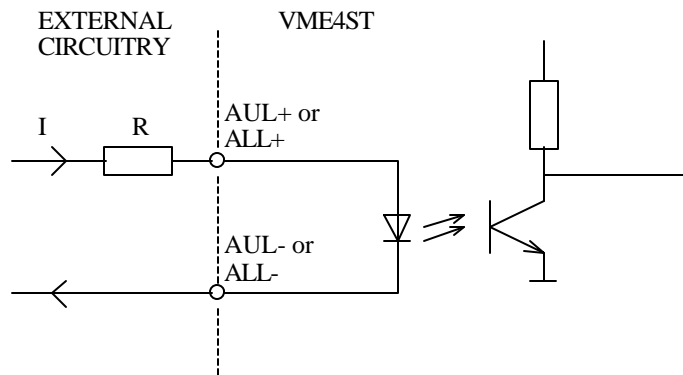 EXTERNAL
CIRCUITRY
VME4ST
I
R
AUL+ or
ALL+
AUL- or
ALL-